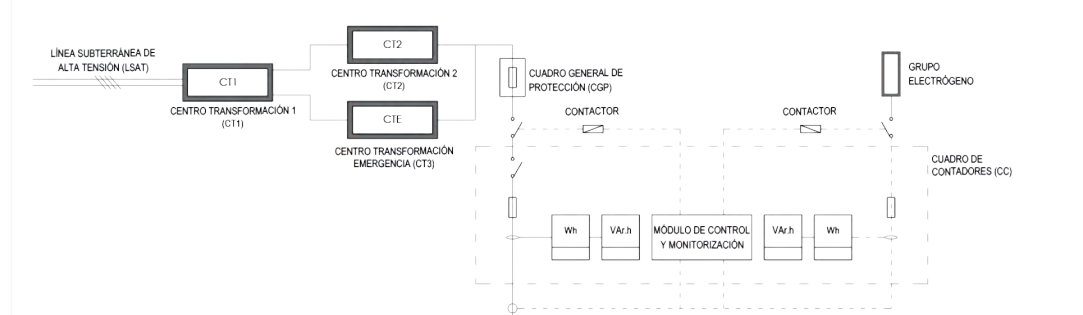 LÍNEA SUBTERRÁNEA DE
ALTA TENSIÓN (LSAT)
CT1
CENTRO TRANSFORMACIÓN 1
(CT1)
CT2
CENTRO TRANSFORMACIÓN 2
(CT2)
CTE
CENTRO TRANSFORMACIÓN
EMERGENCIA (CT3)
CUADRO GENERAL DE
PROTECCIÓN (CGP)
GRUPO
ELECTRÓGENO
CONTACTOR
CONTACTOR
CUADRO DE
CONTADORES (CC)
Wh
VAr.h
MÓDULO DE CONTROL
Y MONITORIZACIÓN
VAr.h
Wh